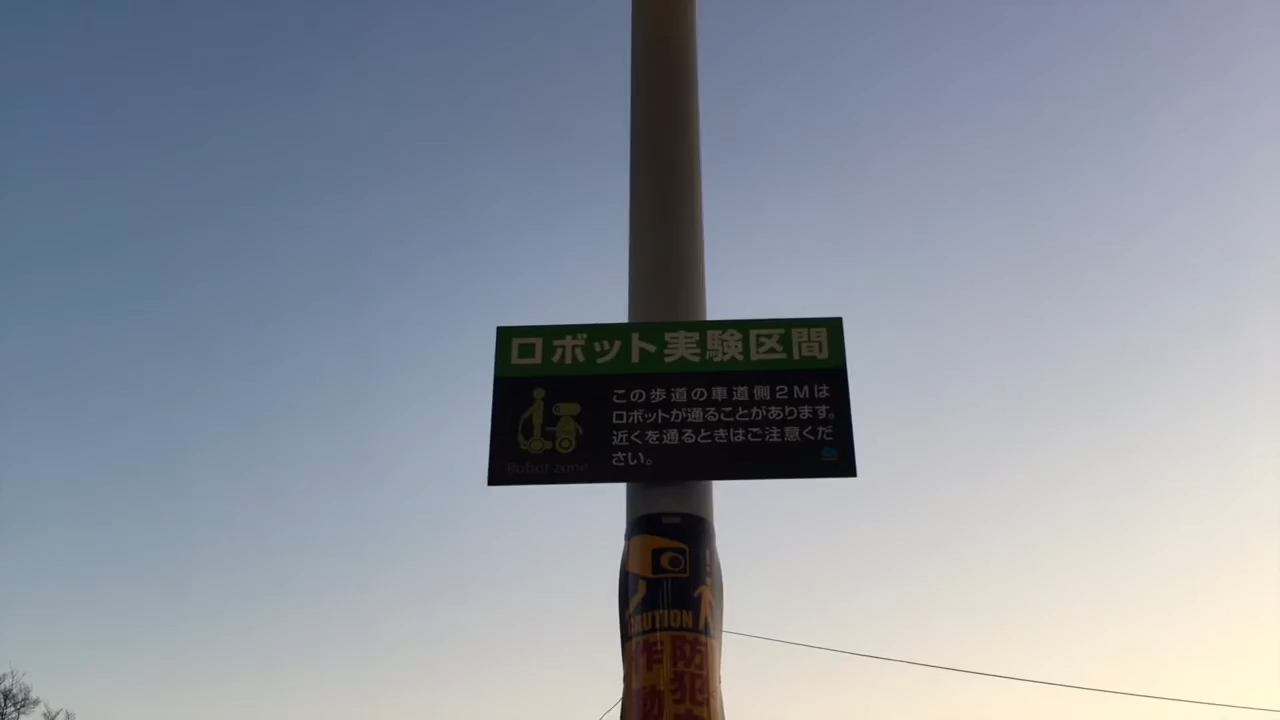 ロボット実験区間
この歩道の車道側2Mは
ロボットが通ることがあります。
近くを通るときはご注意くだ
さい。
Robot zone
CAUTION
防犯
作動